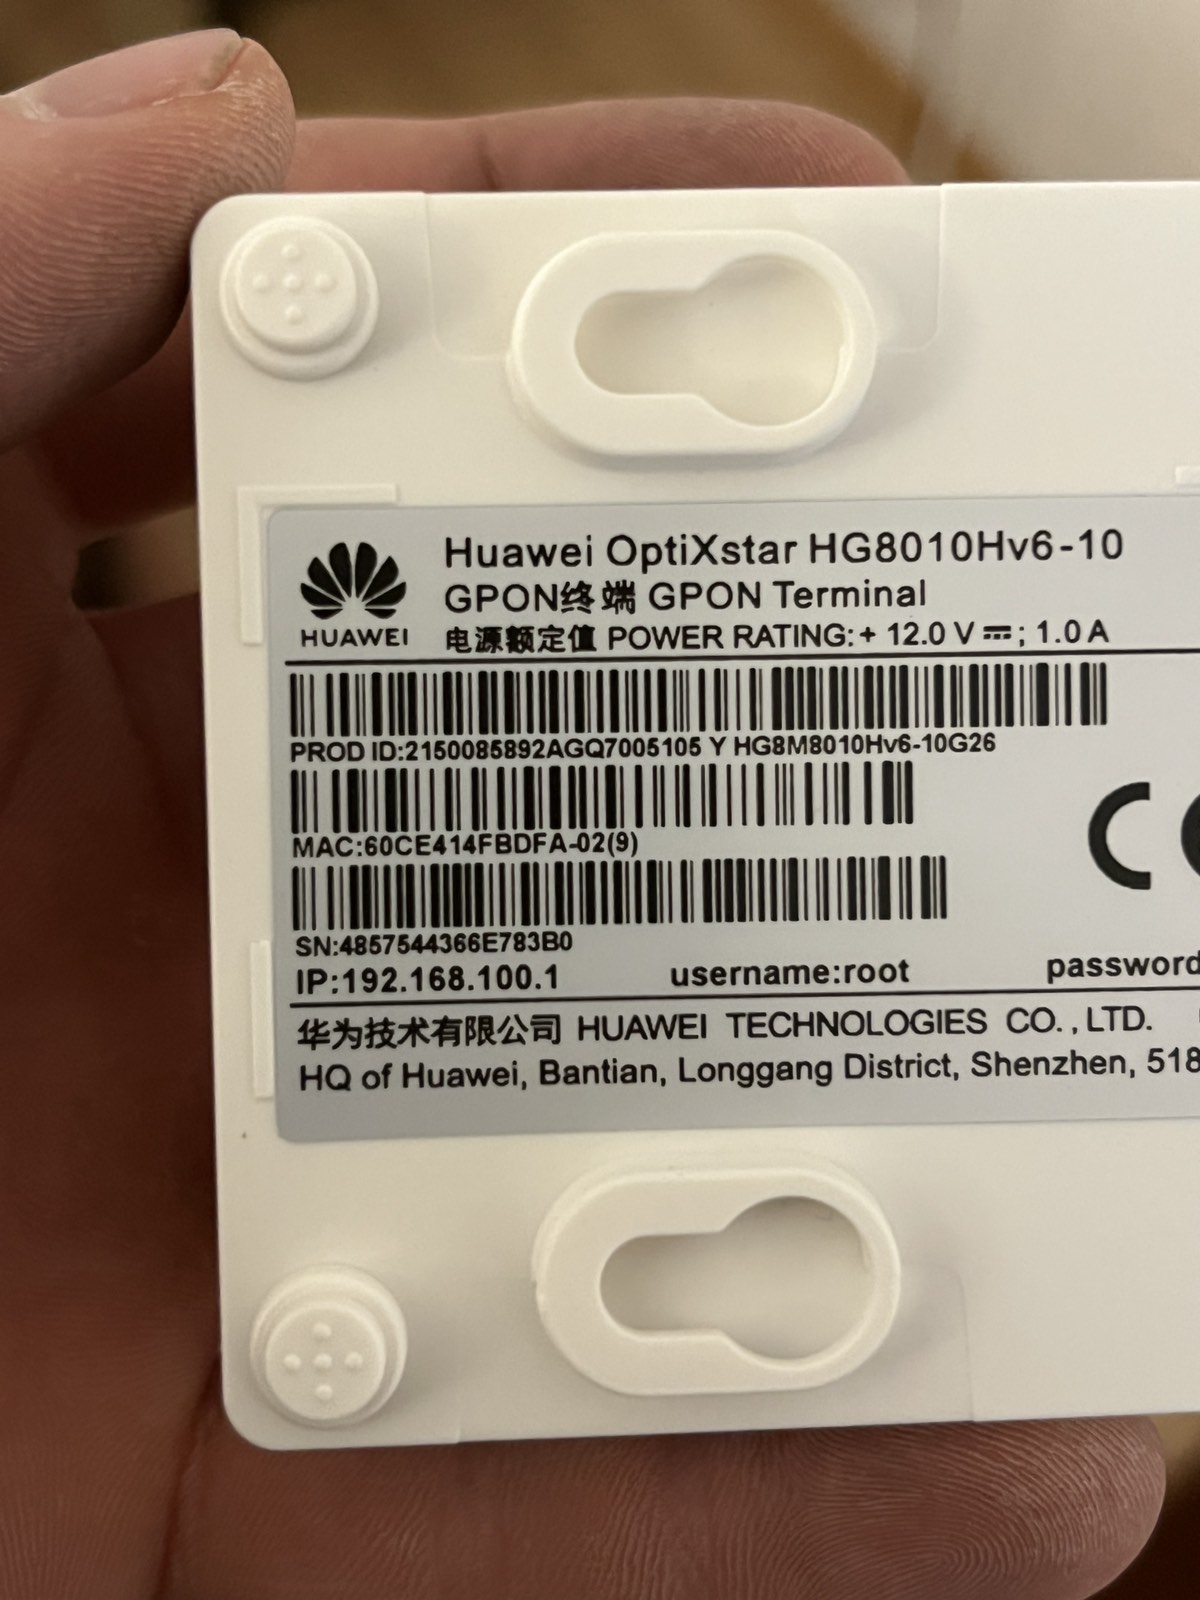 HUAWEI
Huawei OptiXstar HG8010Hv6-10
GPON终端 GPON Terminal
电源额定值 POWER RATING: + 12.0 V ⎓ ; 1.0 A
PROD ID:2150085892AGQ7005105 Y HG8M8010Hv6-10G26
MAC:60CE414FBDFA-02(9)
CE
SN:4857544366E783B0
IP:192.168.100.1 username:root password
华为技术有限公司 HUAWEI TECHNOLOGIES CO.,LTD.
HQ of Huawei, Bantian, Longgang District, Shenzhen, 518